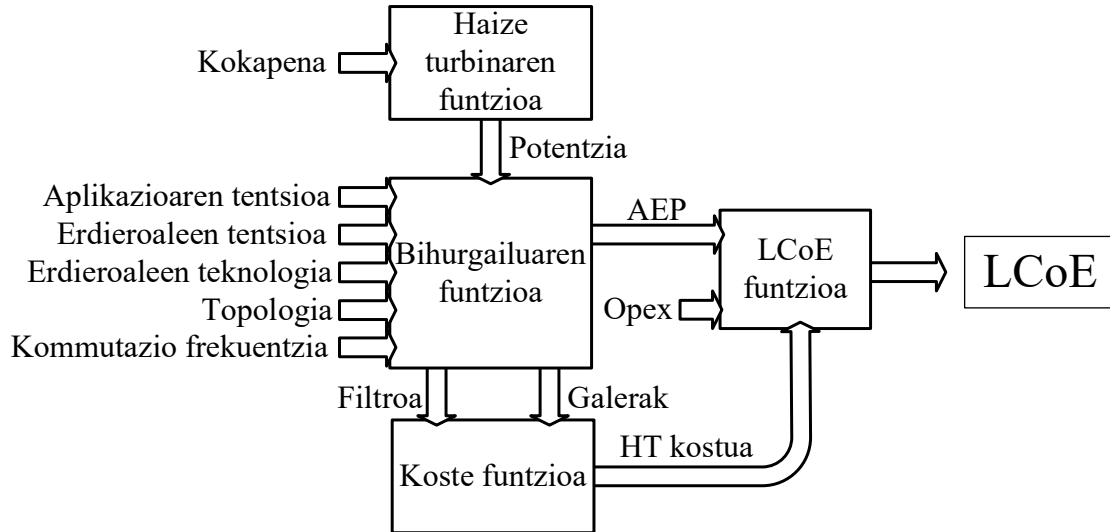 Haize
turbinaren
funtzioa
Kokapena
Potentzia
Aplikazioaren tentsioa
Erdieroaleen tentsioa
Erdieroaleen teknologia
Topologia
Kommutazio frekuentzia
Bihurgailuaren
funtzioa
AEP
Opex
LCoE
funtzioa
LCoE
Filtroa
Galerak
Koste funtzioa
HT kostua